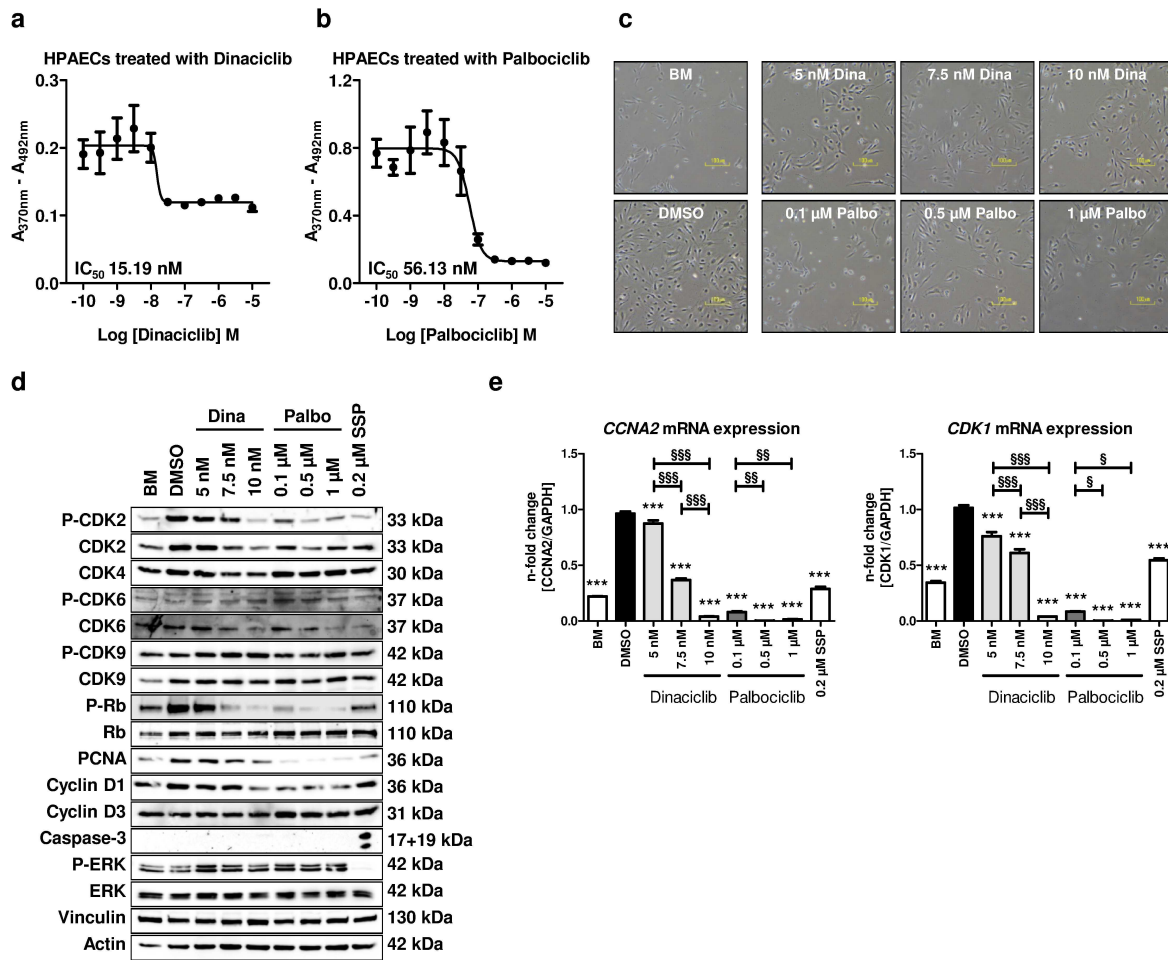 a
HPAECs treated with Dinaciclib
A370nm - A492nm
0.3
0.2
0.1
0.0
IC50 15.19 nM
-10 -9 -8 -7 -6 -5
Log [Dinaciclib] M
b
HPAECs treated with Palbociclib
A370nm - A492nm
1.2
0.8
0.4
0.0
IC50 56.13 nM
-10 -9 -8 -7 -6 -5
Log [Palbociclib] M
c
BM 5 nM Dina 7.5 nM Dina 10 nM Dina
DMSO 0.1 µM Palbo 0.5 µM Palbo 1 µM Palbo
d
Dina Palbo
BM DMSO 5 nM 7.5 nM 10 nM 0.1 µM 0.5 µM 1 µM 0.2 µM SSP
P-CDK2 33 kDa
CDK2 33 kDa
CDK4 30 kDa
P-CDK6 37 kDa
CDK6 37 kDa
P-CDK9 42 kDa
CDK9 42 kDa
P-Rb 110 kDa
Rb 110 kDa
PCNA 36 kDa
Cyclin D1 36 kDa
Cyclin D3 31 kDa
Caspase-3 17+19 kDa
P-ERK 42 kDa
ERK 42 kDa
Vinculin 130 kDa
Actin 42 kDa
e
CCNA2 mRNA expression
n-fold change
[CCNA2/GAPDH]
1.5
1.0
0.5
0.0
§§§ §§
§§§ §§
§§§
*** *** *** *** *** *** *** ***
BM DMSO 5 nM 7.5 nM 10 nM 0.1 µM 0.5 µM 1 µM 0.2 µM SSP
Dinaciclib Palbociclib
CDK1 mRNA expression
n-fold change
[CDK1/GAPDH]
1.5
1.0
0.5
0.0
§§§ §
§§§ §
§§§
*** *** *** *** *** *** *** ***
BM DMSO 5 nM 7.5 nM 10 nM 0.1 µM 0.5 µM 1 µM 0.2 µM SSP
Dinaciclib Palbociclib